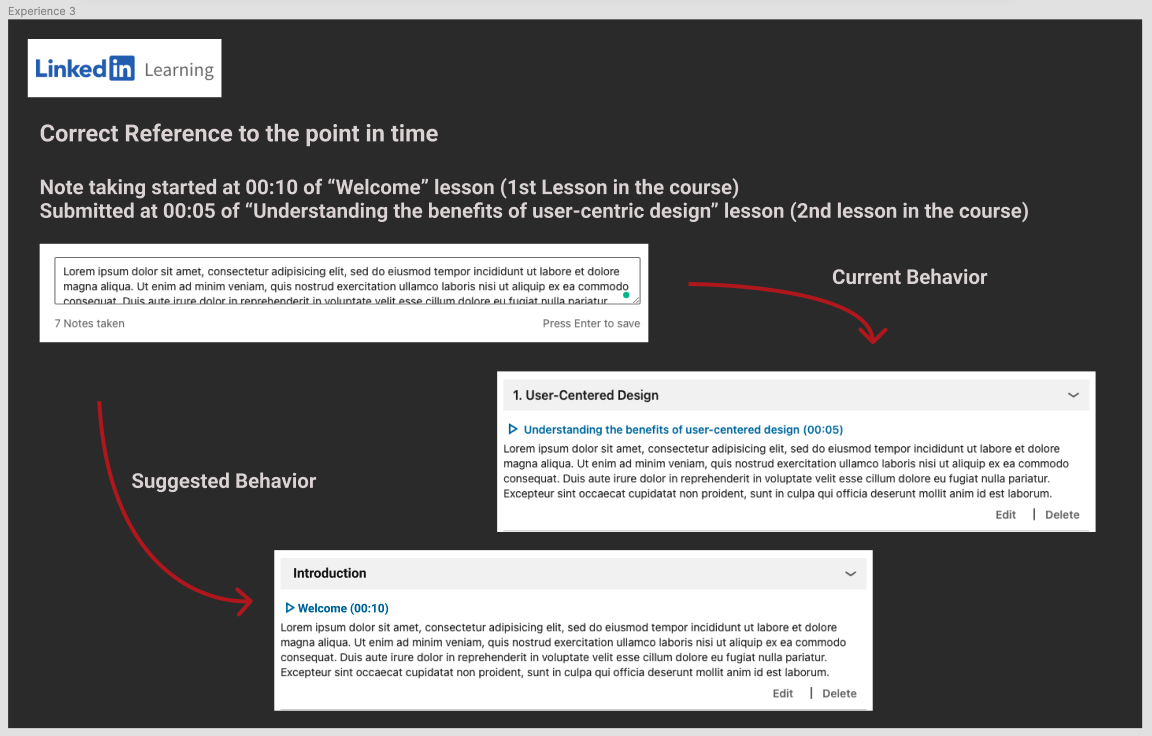 Experience 3
Linked in Learning
Correct Reference to the point in time
Note taking started at 00:10 of “Welcome” lesson (1st Lesson in the course)
Submitted at 00:05 of “Understanding the benefits of user-centric design” lesson (2nd lesson in the course)
Lorem ipsum dolor sit amet, consectetur adipisicing elit, sed do eiusmod tempor incididunt ut labore et dolore
magna aliqua. Ut enim ad minim veniam, quis nostrud exercitation ullamco laboris nisi ut aliquip ex ea commodo
consequat. Duis aute irure dolor in reprehenderit in voluptate velit esse cillum dolore eu fugiat nulla pariatur.
7 Notes taken
Press Enter to save
Current Behavior
1. User-Centered Design
Understanding the benefits of user-centered design (00:05)
Lorem ipsum dolor sit amet, consectetur adipisicing elit, sed do eiusmod tempor incididunt ut labore et dolore
magna aliqua. Ut enim ad minim veniam, quis nostrud exercitation ullamco laboris nisi ut aliquip ex ea commodo
consequat. Duis aute irure dolor in reprehenderit in voluptate velit esse cillum dolore eu fugiat nulla pariatur.
Excepteur sint occaecat cupidatat non proident, sunt in culpa qui officia deserunt mollit anim id est laborum.
Edit | Delete
Suggested Behavior
Introduction
Welcome (00:10)
Lorem ipsum dolor sit amet, consectetur adipisicing elit, sed do eiusmod tempor incididunt ut labore et dolore
magna aliqua. Ut enim ad minim veniam, quis nostrud exercitation ullamco laboris nisi ut aliquip ex ea commodo
consequat. Duis aute irure dolor in reprehenderit in voluptate velit esse cillum dolore eu fugiat nulla pariatur.
Excepteur sint occaecat cupidatat non proident, sunt in culpa qui officia deserunt mollit anim id est laborum.
Edit | Delete